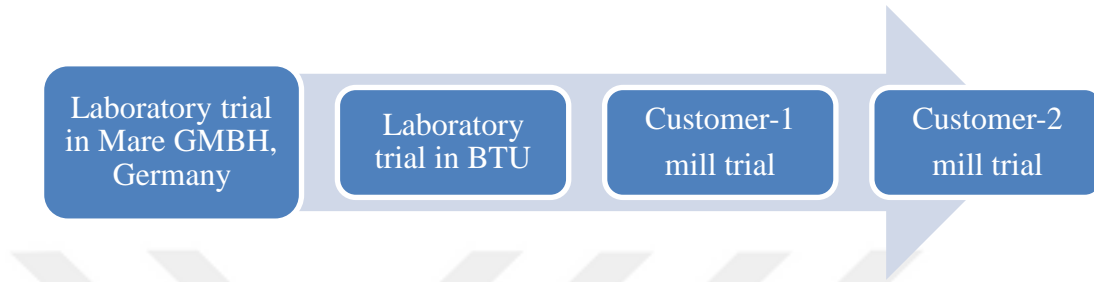 Laboratory trial
in Mare GMBH,
Germany
Laboratory
trial in BTU
Customer-1
mill trial
Customer-2
mill trial